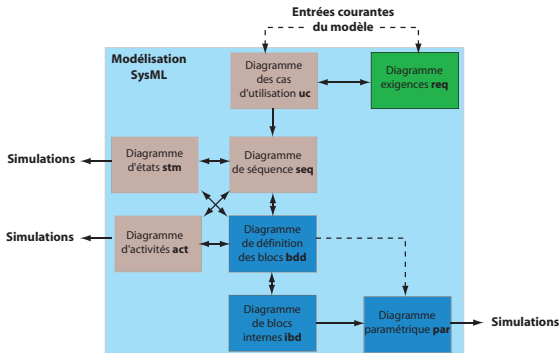 Entrées courantes
du modèle
Modélisation
SysML
Diagramme
des cas
d'utilisation uc
Diagramme
exigences req
Simulations
Diagramme
d'états stm
Diagramme
de séquence seq
Simulations
Diagramme
d'activités act
Diagramme
de définition
des blocs bdd
Diagramme
de blocs
internes ibd
Diagramme
paramétrique par
Simulations